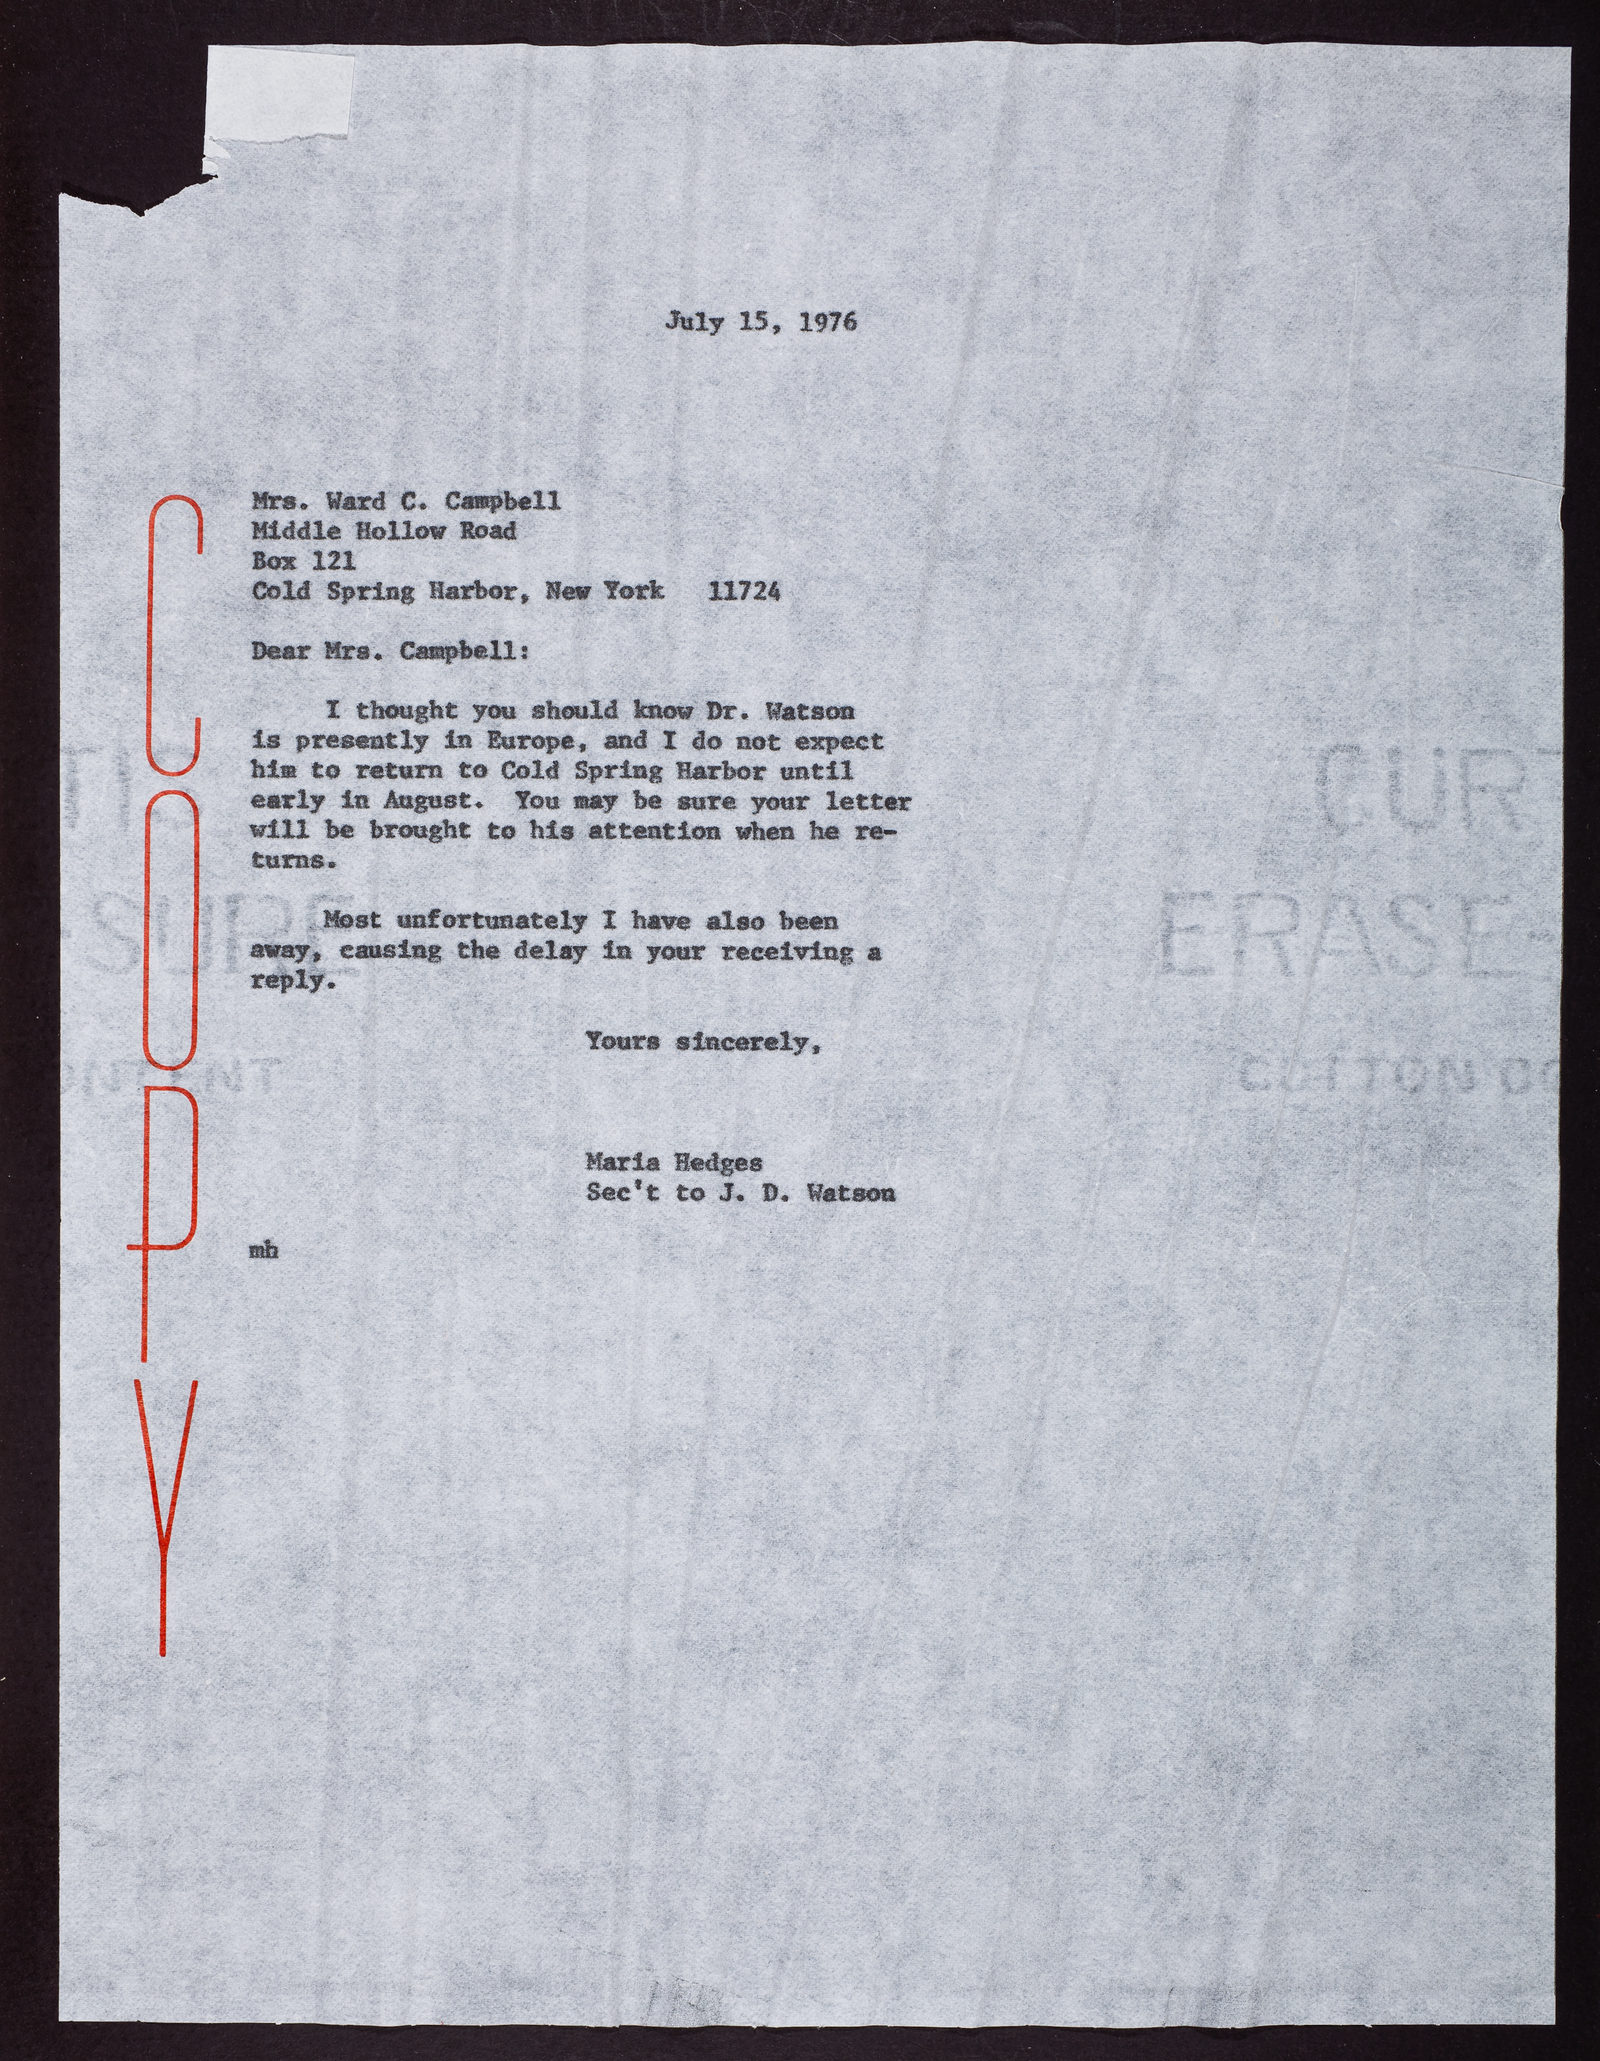 July 15, 1976
COPY
Mrs. Ward C. Campbell
Middle Hollow Road
Box 121
Cold Spring Harbor, New York 11724
Dear Mrs. Campbell:
I thought you should know Dr. Watson
is presently in Europe, and I do not expect
him to return to Cold Spring Harbor until
early in August. You may be sure your letter
will be brought to his attention when he re-
turns.
Most unfortunately I have also been
away, causing the delay in your receiving a
reply.
Yours sincerely,
Maria Hedges
Sec't to J. D. Watson
mh
ERASE
COTTON